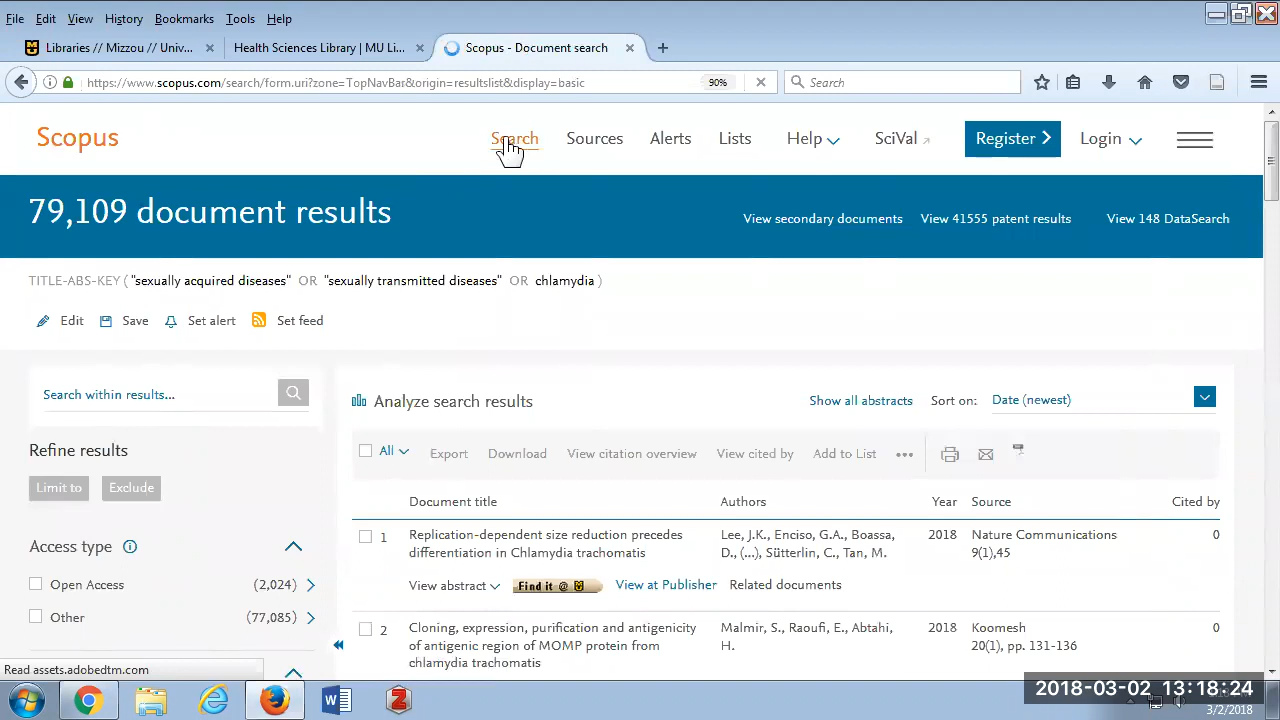 File Edit View History Bookmarks Tools Help
Libraries // Mizzou // Univ... Health Sciences Library | MU Li... Scopus - Document search
https://www.scopus.com/search/form.uri?zone=TopNavBar&origin=resultslist&display=basic 90% Search
Scopus Search Sources Alerts Lists Help SciVal Register Login
79,109 document results View secondary documents View 41555 patent results View 148 DataSearch
TITLE-ABS-KEY ( "sexually acquired diseases" OR "sexually transmitted diseases" OR chlamydia )
Edit Save Set alert Set feed
Search within results...
Analyze search results Show all abstracts Sort on: Date (newest)
Refine results
All Export Download View citation overview View cited by Add to List •••
Limit to Exclude
Document title Authors Year Source Cited by
Access type
1 Replication-dependent size reduction precedes Lee, J.K., Enciso, G.A., Boassa, 2018 Nature Communications 0
differentiation in Chlamydia trachomatis D., (...), Sütterlin, C., Tan, M. 9(1),45
Open Access (2,024)
View abstract Find it @ View at Publisher Related documents
Other (77,085)
2 Cloning, expression, purification and antigenicity Malmir, S., Raoufi, E., Abtahi, 2018 Koomesh 0
of antigenic region of MOMP protein from H. 20(1), pp. 131-136
chlamydia trachomatis
Read assets.adobedtm.com
2018-03-02 13:18:24
3/2/2018